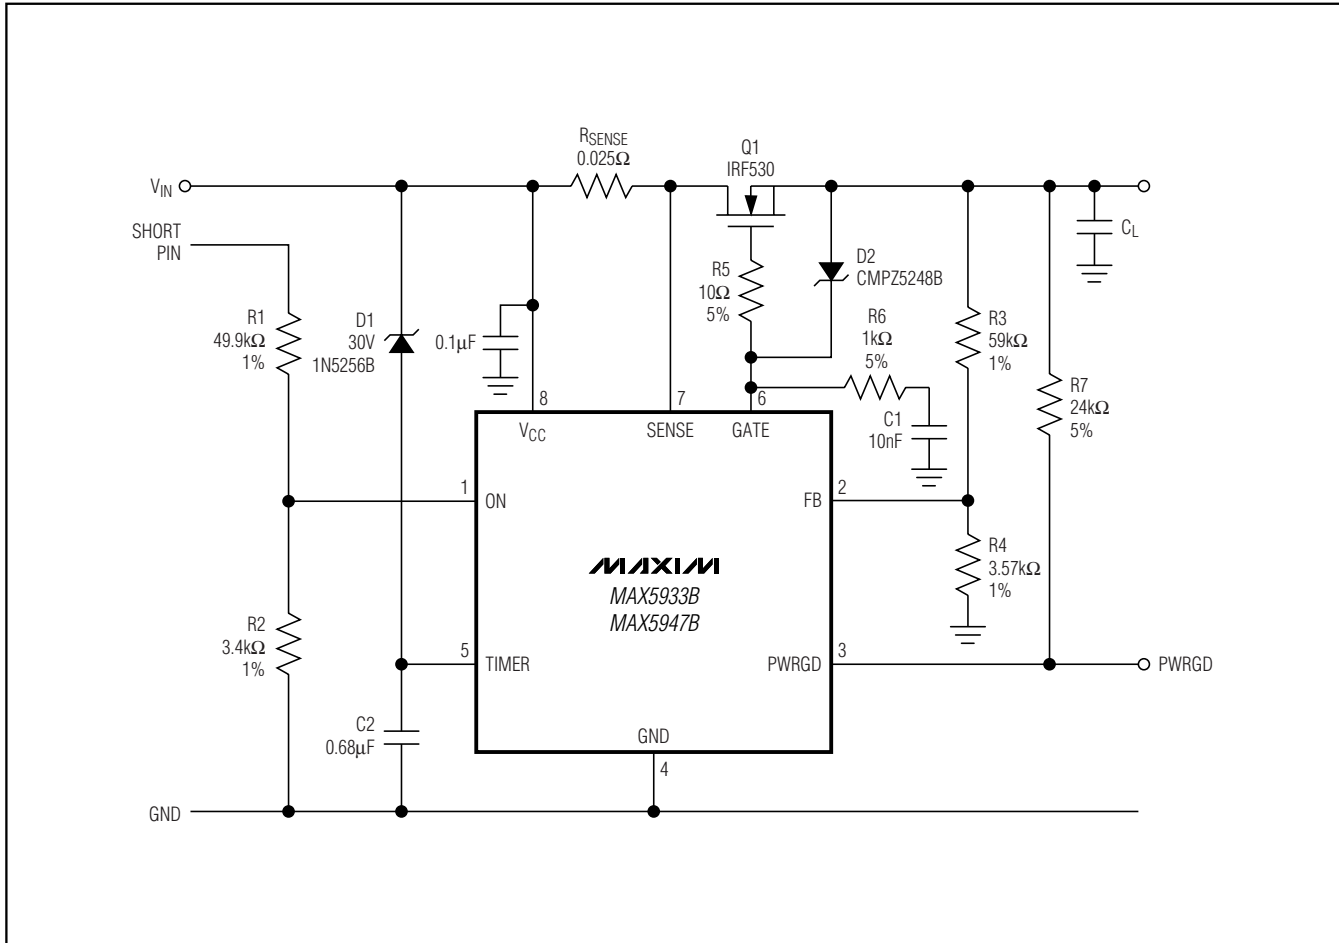 RSENSE
0.025Ω
Q1
IRF530
VIN
SHORT
PIN
CL
D2
CMPZ5248B
R5
10Ω
5%
R6
1kΩ
5%
R1
49.9kΩ
1%
D1
30V
1N5256B
0.1µF
R3
59kΩ
1%
R7
24kΩ
5%
8
7
6
C1
10nF
VCC
SENSE
GATE
1
ON
FB
2
MAXIM
MAX5933B
MAX5947B
R4
3.57kΩ
1%
R2
3.4kΩ
1%
5
TIMER
PWRGD
3
PWRGD
C2
0.68µF
GND
4
GND